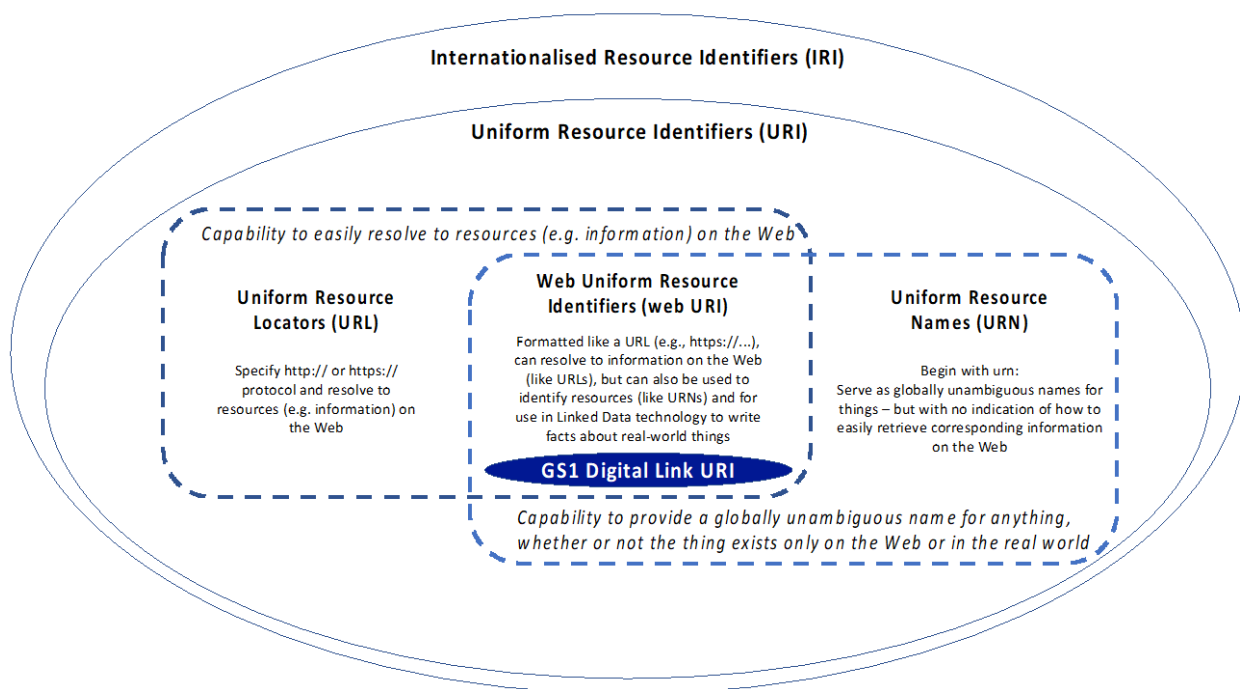 Internationalised Resource Identifiers (IRI)
Uniform Resource Identifiers (URI)
Capability to easily resolve to resources (e.g. information) on the Web
Uniform Resource
Locators (URL)
Specify http:// or https://
protocol and resolve to
resources (e.g. information) on
the Web
Web Uniform Resource
Identifiers (web URI)
Formatted like a URL (e.g., https://...),
can resolve to information on the Web
(like URLs), but can also be used to
identify resources (like URNs) and for
use in Linked Data technology to write
facts about real-world things
GS1 Digital Link URI
Uniform Resource
Names (URN)
Begin with urn:
Serve as globally unambiguous names for
things – but with no indication of how to
easily retrieve corresponding information
on the Web
Capability to provide a globally unambiguous name for anything,
whether or not the thing exists only on the Web or in the real world